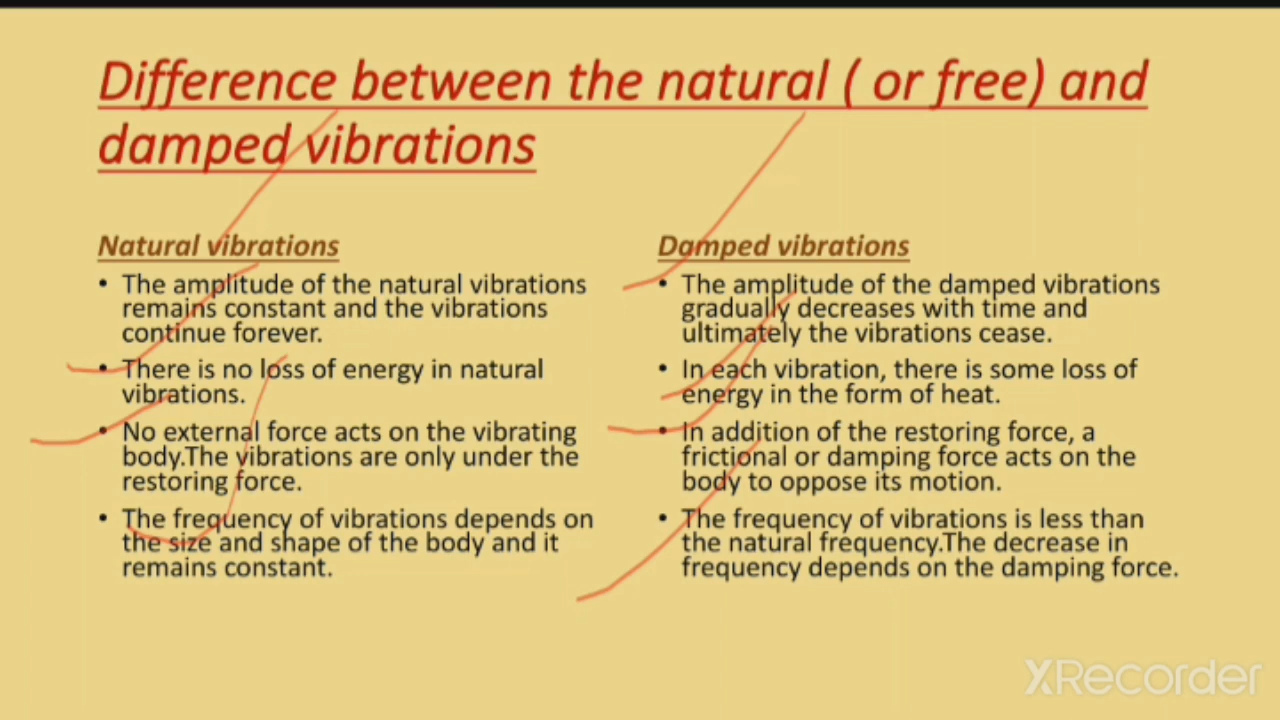 Difference between the natural ( or free) and
damped vibrations
Natural vibrations
• The amplitude of the natural vibrations
remains constant and the vibrations
continue forever.
• There is no loss of energy in natural
vibrations.
• No external force acts on the vibrating
body.The vibrations are only under the
restoring force.
• The frequency of vibrations depends on
the size and shape of the body and it
remains constant.
Damped vibrations
• The amplitude of the damped vibrations
gradually decreases with time and
ultimately the vibrations cease.
• In each vibration, there is some loss of
energy in the form of heat.
• In addition of the restoring force, a
frictional or damping force acts on the
body to oppose its motion.
• The frequency of vibrations is less than
the natural frequency.The decrease in
frequency depends on the damping force.
XRecorder